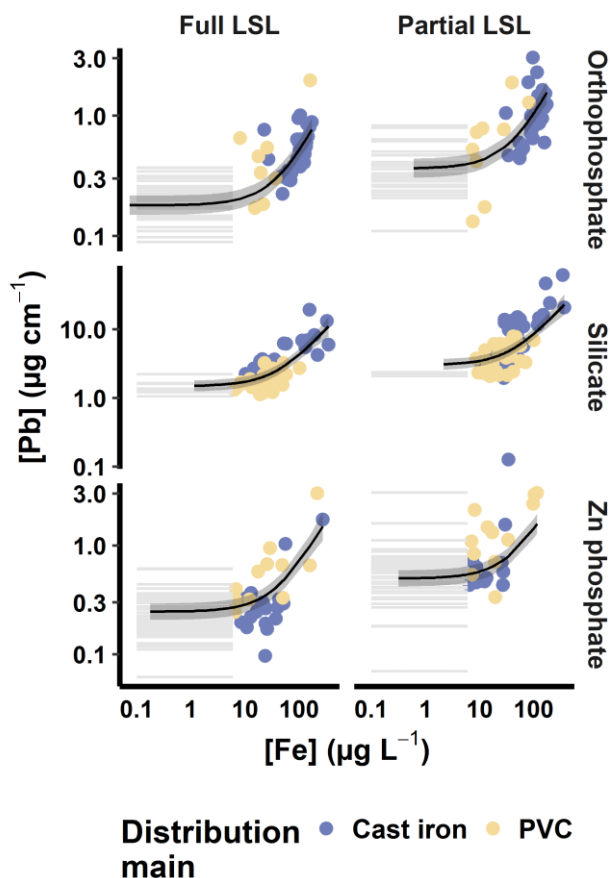 Full LSL Partial LSL
3.0
1.0
0.3
0.1
Orthophosphate
10.0
1.0
0.1
Silicate
3.0
1.0
0.3
0.1
Zn phosphate
[Pb] (µg cm⁻¹)
0.1 1 10 100 0.1 1 10 100
[Fe] (µg L⁻¹)
Distribution
main
Cast iron PVC